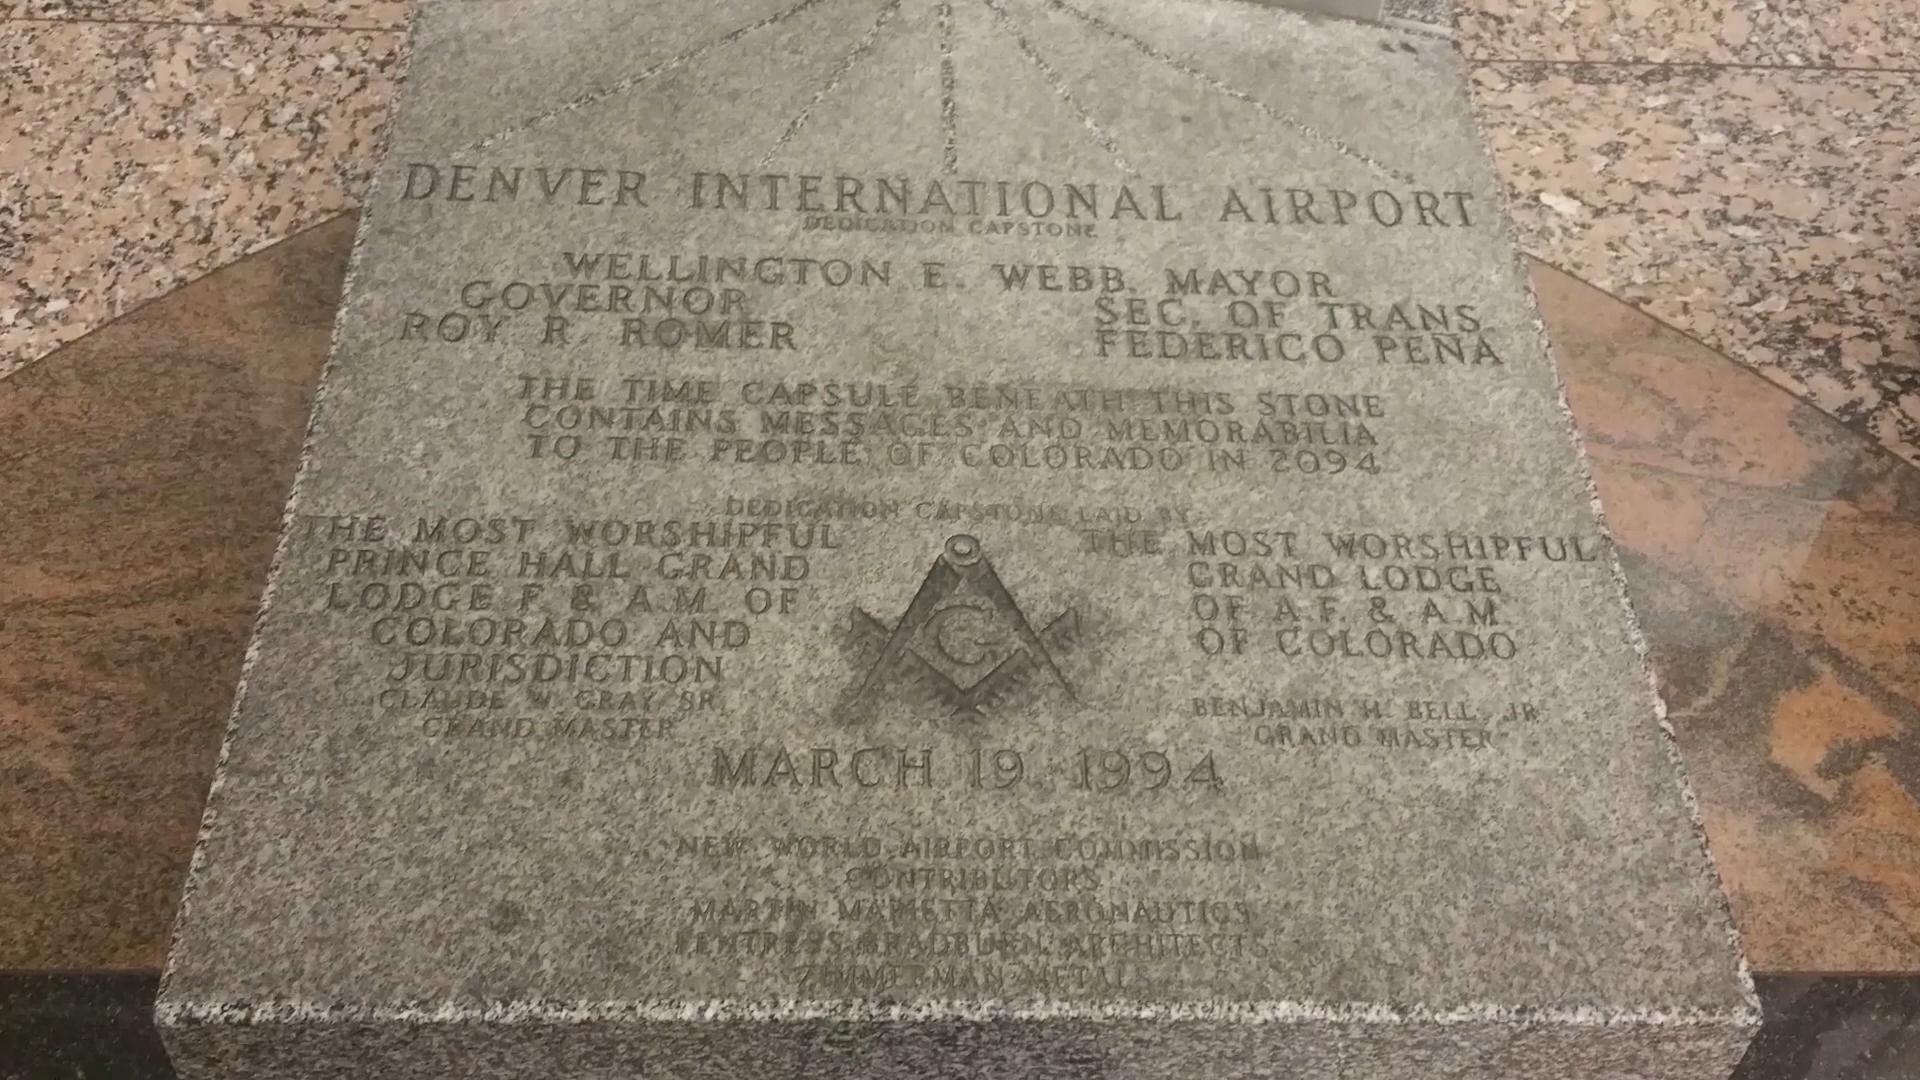 DENVER INTERNATIONAL AIRPORT
DEDICATION CAPSTONE
WELLINGTON E. WEBB, MAYOR
GOVERNOR
ROY R. ROMER
SEC. OF TRANS.
FEDERICO PENA
THE TIME CAPSULE BENEATH THIS STONE
CONTAINS MESSAGES AND MEMORABILIA
TO THE PEOPLE OF COLORADO IN 2094
DEDICATION CAPSTONE LAID BY
THE MOST WORSHIPFUL
PRINCE HALL GRAND
LODGE F. & A.M. OF
COLORADO AND
JURISDICTION
CLAUDE W. GRAY SR.
GRAND MASTER
G
THE MOST WORSHIPFUL
GRAND LODGE
OF A.F. & A.M.
OF COLORADO
BENJAMIN H. BELL, JR.
GRAND MASTER
MARCH 19, 1994
NEW WORLD AIRPORT COMMISSION
CONTRIBUTORS
MARTIN MARIETTA AERONAUTICS
FENTRESS BRADBURN ARCHITECTS
ZIMMERMAN METALS